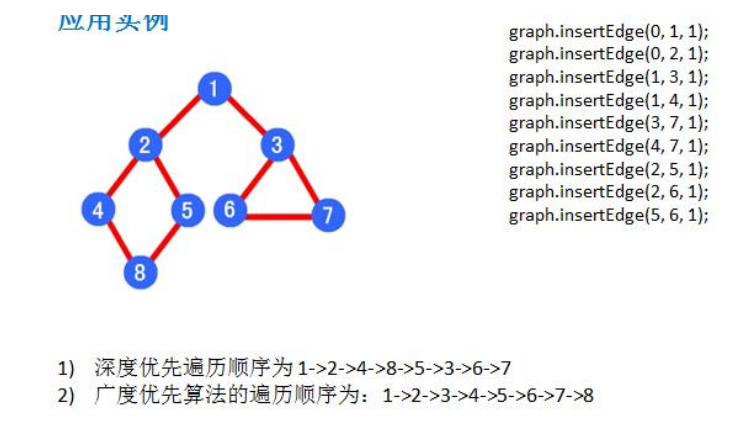 应用实例
graph.insertEdge(0, 1, 1);
graph.insertEdge(0, 2, 1);
graph.insertEdge(1, 3, 1);
graph.insertEdge(1, 4, 1);
graph.insertEdge(3, 7, 1);
graph.insertEdge(4, 7, 1);
graph.insertEdge(2, 5, 1);
graph.insertEdge(2, 6, 1);
graph.insertEdge(5, 6, 1);
1
2 3
4 5 6 7
8
1) 深度优先遍历顺序为 1->2->4->8->5->3->6->7
2) 广度优先算法的遍历顺序为：1->2->3->4->5->6->7->8